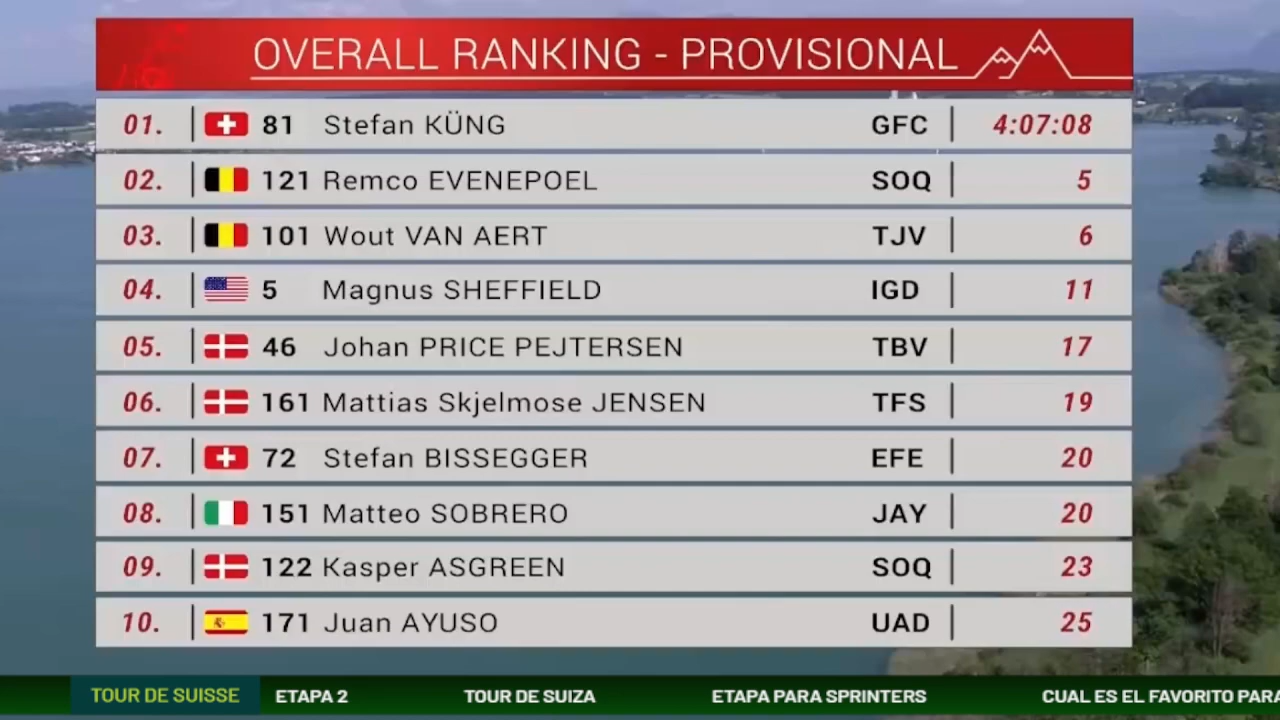 OVERALL RANKING - PROVISIONAL
01. 81 Stefan KÜNG GFC 4:07:08
02. 121 Remco EVENEPOEL SOQ 5
03. 101 Wout VAN AERT TJV 6
04. 5 Magnus SHEFFIELD IGD 11
05. 46 Johan PRICE PEJTERSEN TBV 17
06. 161 Mattias Skjelmose JENSEN TFS 19
07. 72 Stefan BISSEGGER EFE 20
08. 151 Matteo SOBRERO JAY 20
09. 122 Kasper ASGREEN SOQ 23
10. 171 Juan AYUSO UAD 25
TOUR DE SUISSE ETAPA 2 TOUR DE SUIZA ETAPA PARA SPRINTERS CUAL ES EL FAVORITO PARA